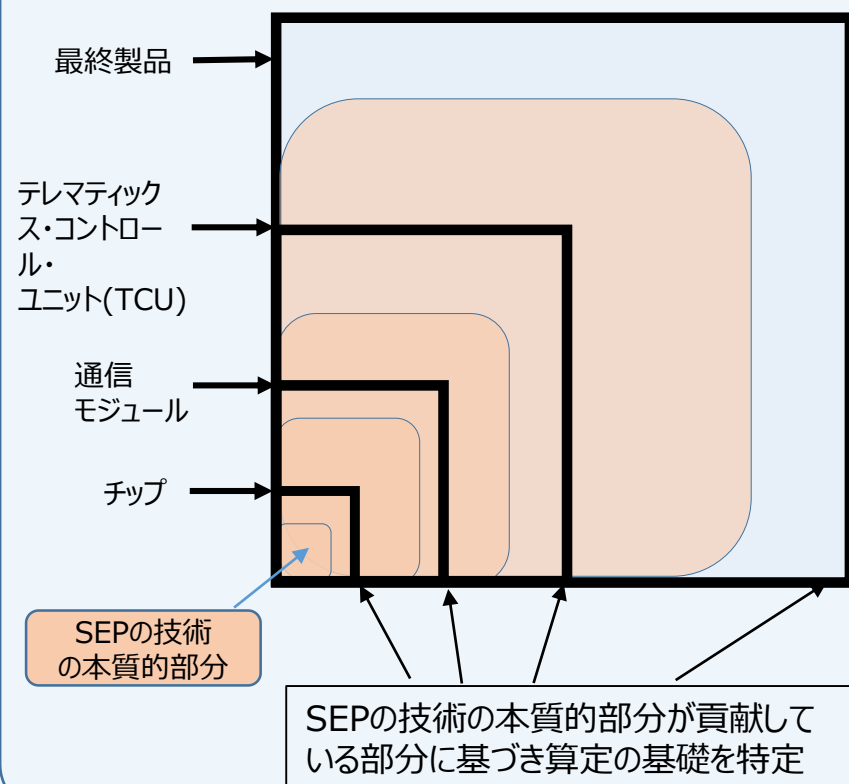 最終製品
テレマティック
ス・コントロー
ル・
ユニット(TCU)
通信
モジュール
チップ
SEPの技術
の本質的部分
SEPの技術の本質的部分が貢献して
いる部分に基づき算定の基礎を特定